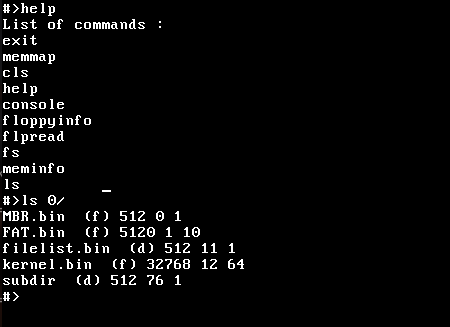 #>help
List of commands :
exit
memmap
cls
help
console
floppyinfo
flpread
fs
meminfo
ls _
#>ls 0/
MBR.bin (f) 512 0 1
FAT.bin (f) 5120 1 10
filelist.bin (d) 512 11 1
kernel.bin (f) 32768 12 64
subdir (d) 512 76 1
#>